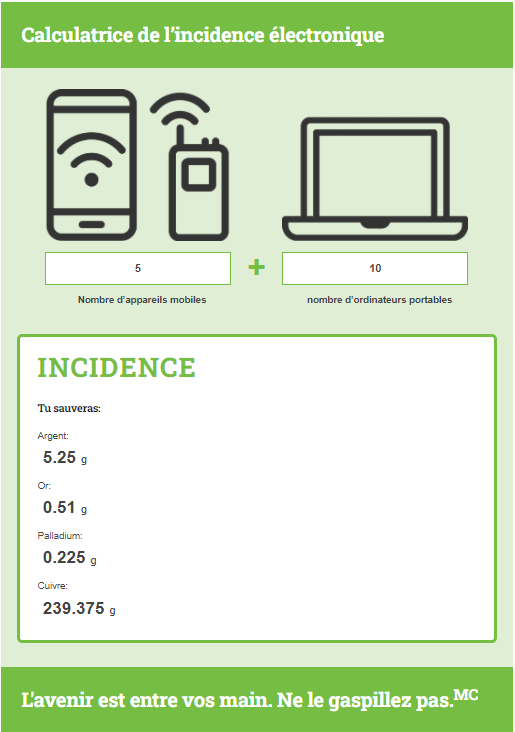 Calculatrice de l'incidence électronique
5
+
10
Nombre d'appareils mobiles
nombre d'ordinateurs portables
INCIDENCE
Tu sauveras:
Argent:
5.25 g
Or:
0.51 g
Palladium:
0.225 g
Cuivre:
239.375 g
L'avenir est entre vos main. Ne le gaspillez pas.MC